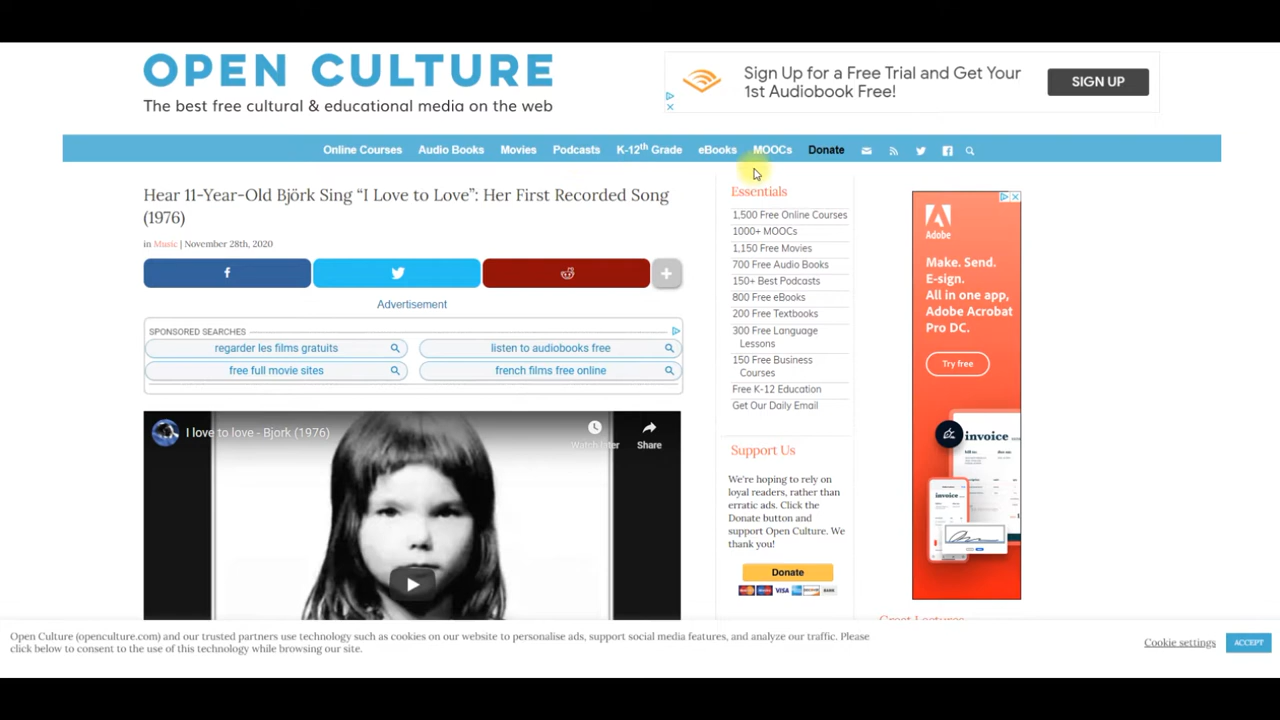 OPEN CULTURE
The best free cultural & educational media on the web
Sign Up for a Free Trial and Get Your
1st Audiobook Free!
SIGN UP
Online Courses Audio Books Movies Podcasts K-12th Grade eBooks MOOCs Donate
Hear 11-Year-Old Björk Sing “I Love to Love”: Her First Recorded Song
(1976)
in Music | November 28th, 2020
Advertisement
SPONSORED SEARCHES
regarder les films gratuits
listen to audiobooks free
free full movie sites
french films free online
I love to love - Bjork (1976)
Watch later
Share
Essentials
1,500 Free Online Courses
1000+ MOOCs
1,150 Free Movies
700 Free Audio Books
150+ Best Podcasts
800 Free eBooks
200 Free Textbooks
300 Free Language
Lessons
150 Free Business
Courses
Free K-12 Education
Get Our Daily Email
Support Us
We're hoping to rely on
loyal readers, rather than
erratic ads. Click the
Donate button and
support Open Culture. We
thank you!
Donate
VISA
Adobe
Make. Send.
E-sign.
All in one app,
Adobe Acrobat
Pro DC.
Try free
invoice
invoice
Open Culture (openculture.com) and our trusted partners use technology such as cookies on our website to personalise ads, support social media features, and analyze our traffic. Please
click below to consent to the use of this technology while browsing our site.
Cookie settings
ACCEPT